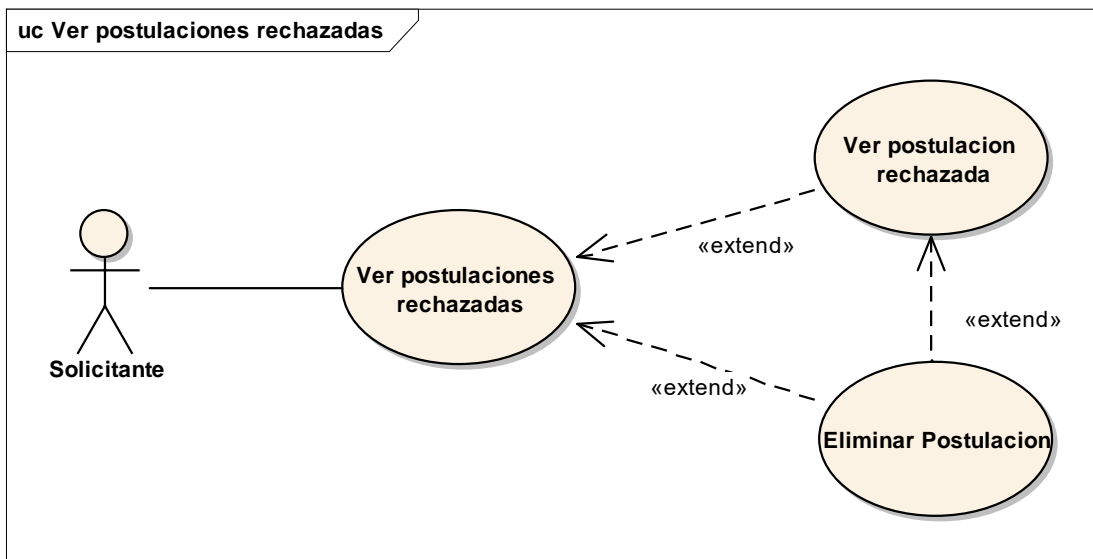 uc Ver postulaciones rechazadas
Ver postulacion
rechazada
«extend»
Ver postulaciones
rechazadas
«extend»
Solicitante
«extend»
Eliminar Postulacion